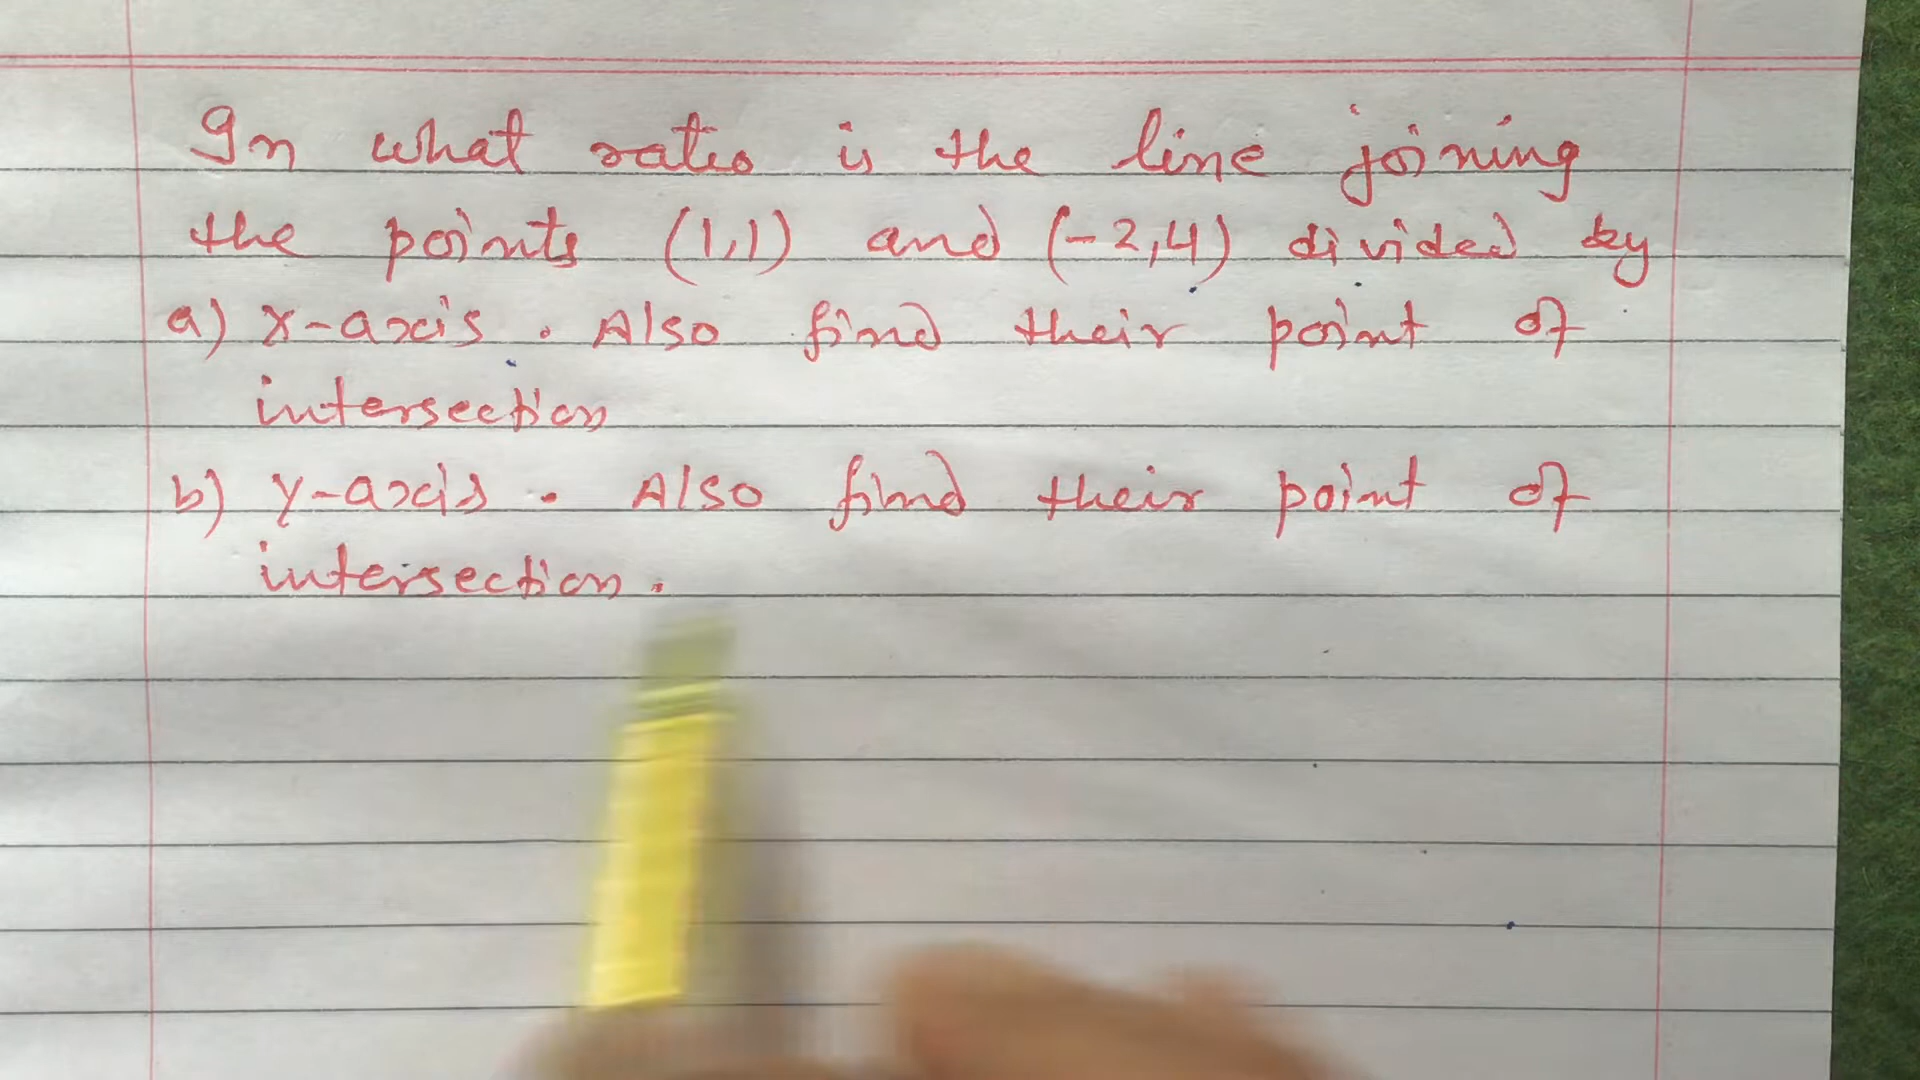 In what ratio is the line joining
the points (1,1) and (-2,4) divided by
a) x-axis . Also find their point of
intersection
b) y-axis . Also find their point of
intersection .